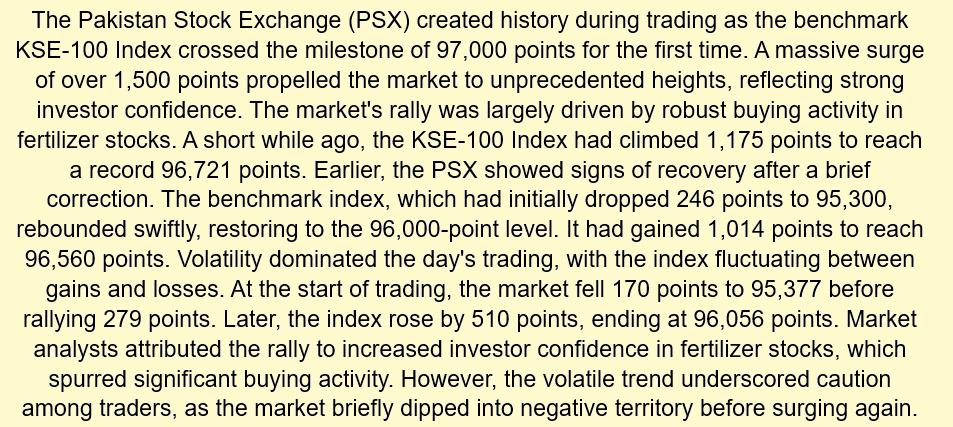 The Pakistan Stock Exchange (PSX) created history during trading as the benchmark
KSE-100 Index crossed the milestone of 97,000 points for the first time. A massive surge
of over 1,500 points propelled the market to unprecedented heights, reflecting strong
investor confidence. The market's rally was largely driven by robust buying activity in
fertilizer stocks. A short while ago, the KSE-100 Index had climbed 1,175 points to reach
a record 96,721 points. Earlier, the PSX showed signs of recovery after a brief
correction. The benchmark index, which had initially dropped 246 points to 95,300,
rebounded swiftly, restoring to the 96,000-point level. It had gained 1,014 points to reach
96,560 points. Volatility dominated the day's trading, with the index fluctuating between
gains and losses. At the start of trading, the market fell 170 points to 95,377 before
rallying 279 points. Later, the index rose by 510 points, ending at 96,056 points. Market
analysts attributed the rally to increased investor confidence in fertilizer stocks, which
spurred significant buying activity. However, the volatile trend underscored caution
among traders, as the market briefly dipped into negative territory before surging again.